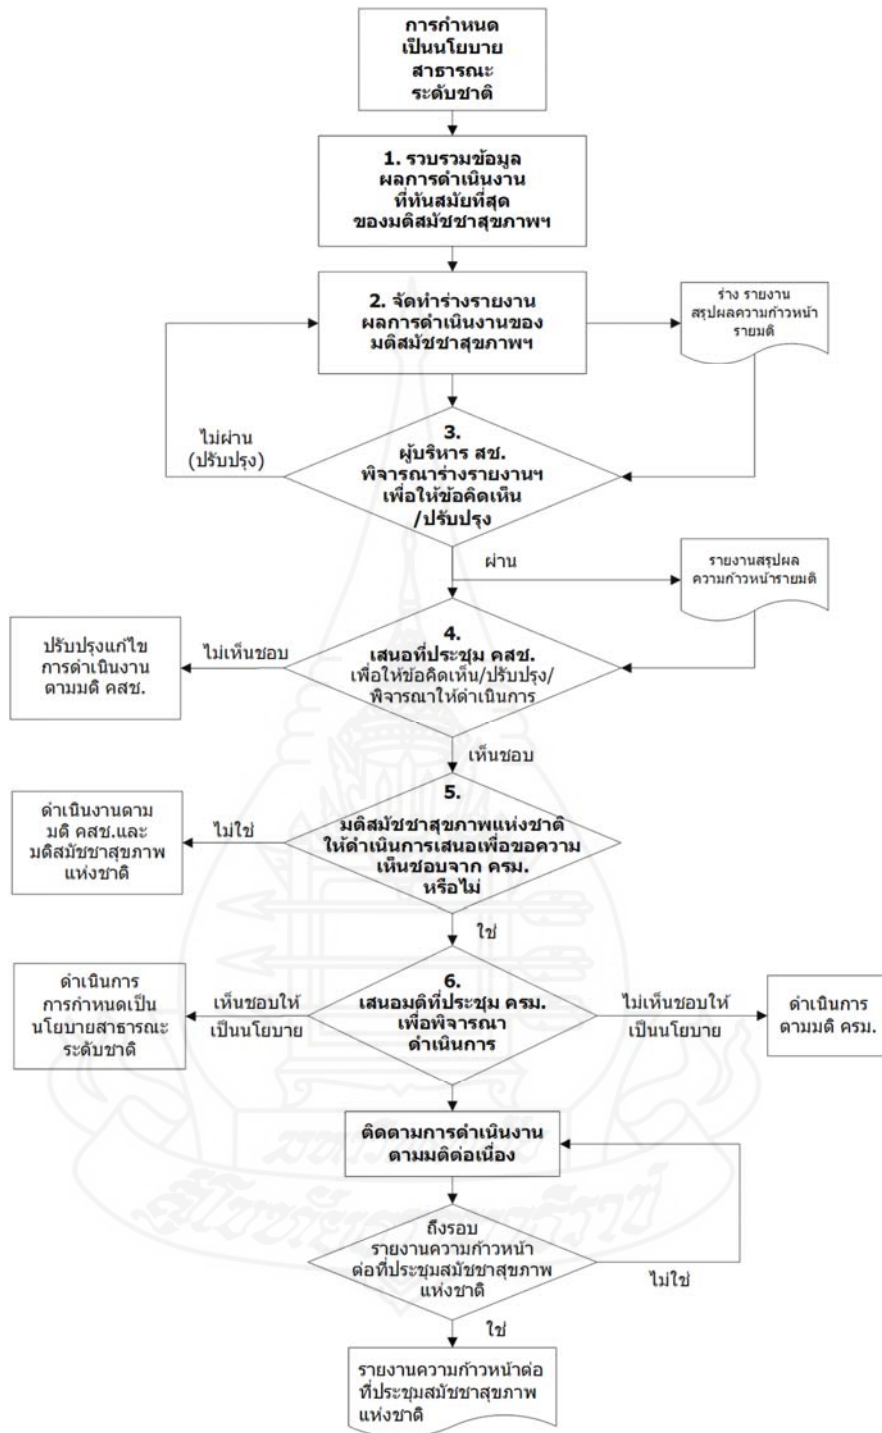 การกำหนด
เป็นนโยบาย
สาธารณะ
ระดับชาติ
1. รวบรวมข้อมูล
ผลการดำเนินงาน
ที่ทันสมัยที่สุด
ของมติสมัชชาสุขภาพฯ
2. จัดทำร่างรายงาน
ผลการดำเนินงานของ
มติสมัชชาสุขภาพฯ
ร่าง รายงาน
สรุปผลความก้าวหน้า
รายมติ
ไม่ผ่าน
(ปรับปรุง)
3.
ผู้บริหาร สช.
พิจารณาร่างรายงานฯ
เพื่อให้ข้อคิดเห็น
/ปรับปรุง
ผ่าน
รายงานสรุปผล
ความก้าวหน้ารายมติ
ปรับปรุงแก้ไข
การดำเนินงาน
ตามมติ คสช.
ไม่เห็นชอบ
4.
เสนอที่ประชุม คสช.
เพื่อให้ข้อคิดเห็น/ปรับปรุง/
พิจารณาให้ดำเนินการ
เห็นชอบ
ดำเนินงานตาม
มติ คสช.และ
มติสมัชชาสุขภาพ
แห่งชาติ
ไม่ใช่
5.
มติสมัชชาสุขภาพแห่งชาติ
ให้ดำเนินการเสนอเพื่อขอความ
เห็นชอบจาก ครม.
หรือไม่
ใช่
ดำเนินการ
การกำหนดเป็น
นโยบายสาธารณะ
ระดับชาติ
เห็นชอบให้
เป็นนโยบาย
6.
เสนอมติที่ประชุม ครม.
เพื่อพิจารณา
ดำเนินการ
ไม่เห็นชอบให้
เป็นนโยบาย
ดำเนินการ
ตามมติ ครม.
ติดตามการดำเนินงาน
ตามมติต่อเนื่อง
ถึงรอบ
รายงานความก้าวหน้า
ต่อที่ประชุมสมัชชาสุขภาพ
แห่งชาติ
ไม่ใช่
ใช่
รายงานความก้าวหน้าต่อ
ที่ประชุมสมัชชาสุขภาพ
แห่งชาติ
มหาวิทยาลัย
สุโขทัยธรรมาธิราช